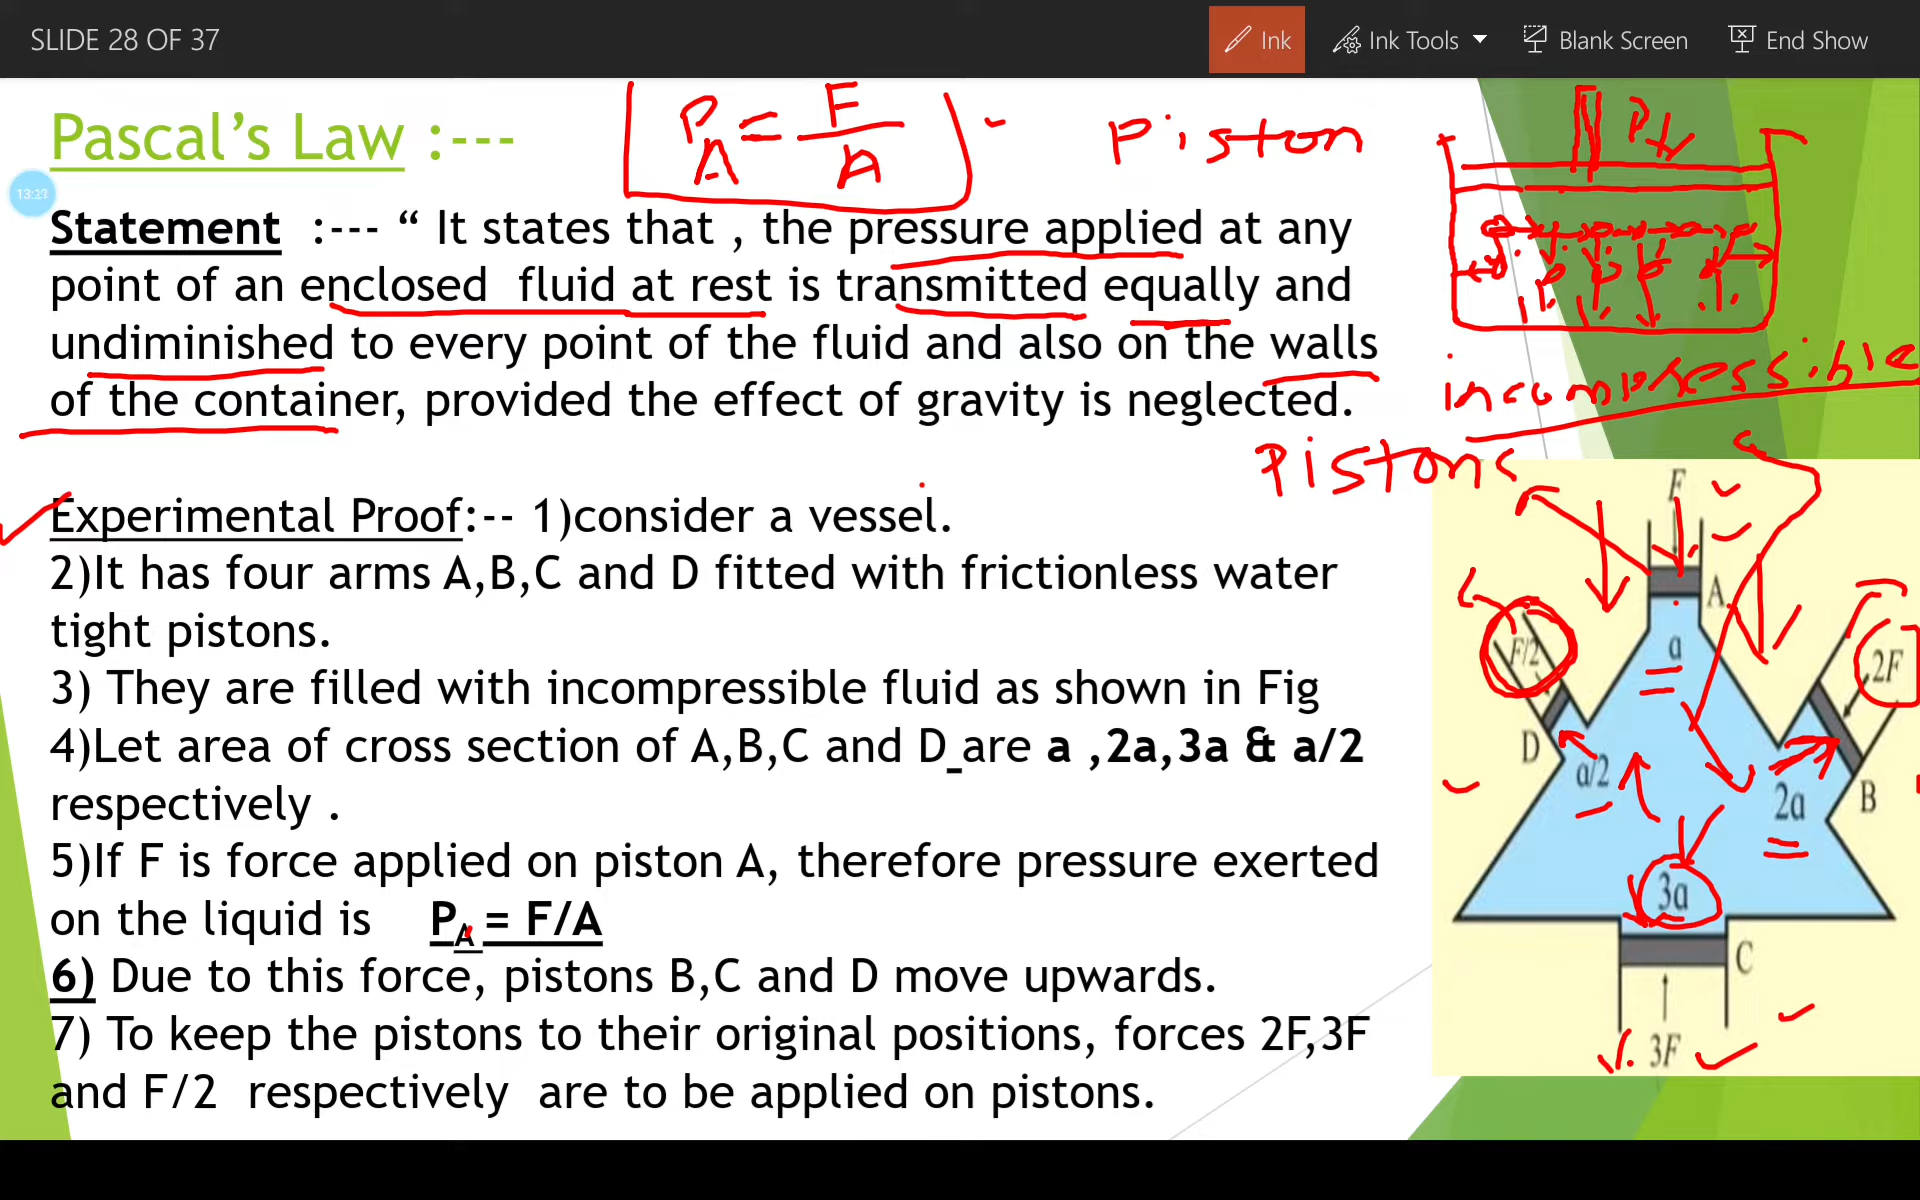 SLIDE 28 OF 37
Ink
Ink Tools
Blank Screen
End Show
Pascal's Law :---
P A = F / A
Piston
P
13:23
Statement :--- “ It states that , the pressure applied at any
point of an enclosed fluid at rest is transmitted equally and
undiminished to every point of the fluid and also on the walls
of the container, provided the effect of gravity is neglected.
incompressible
Pistons
Experimental Proof:-- 1)consider a vessel.
2)It has four arms A,B,C and D fitted with frictionless water
tight pistons.
3) They are filled with incompressible fluid as shown in Fig
4)Let area of cross section of A,B,C and D are a ,2a,3a & a/2
respectively .
5)If F is force applied on piston A, therefore pressure exerted
on the liquid is PA = F/A
6) Due to this force, pistons B,C and D move upwards.
7) To keep the pistons to their original positions, forces 2F,3F
and F/2 respectively are to be applied on pistons.
F
A
F/2
a
2F
D
a/2
2a
B
3a
C
3F